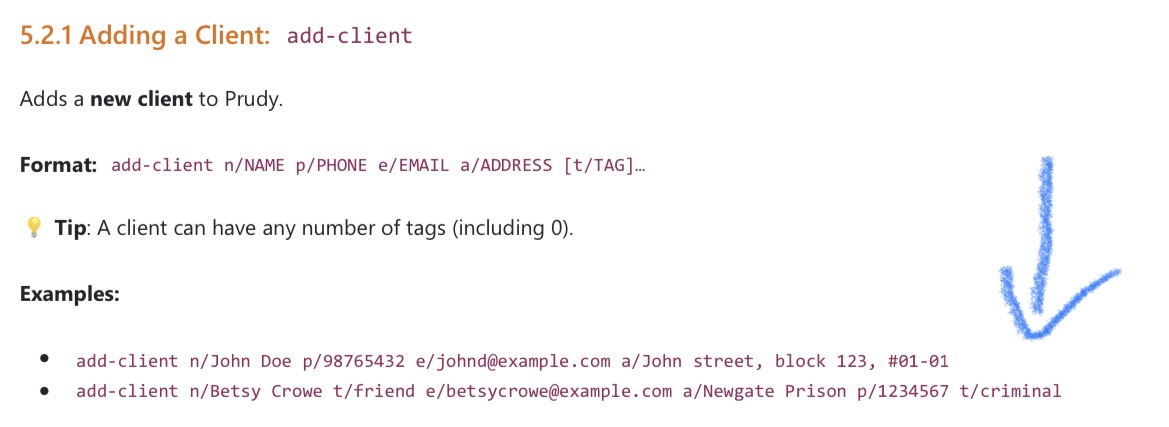 5.2.1 Adding a Client: add-client
Adds a new client to Prudy.
Format: add-client n/NAME p/PHONE e/EMAIL a/ADDRESS [t/TAG]…
💡 Tip: A client can have any number of tags (including 0).
Examples:
• add-client n/John Doe p/98765432 e/johnd@example.com a/John street, block 123, #01-01
• add-client n/Betsy Crowe t/friend e/betsycrowe@example.com a/Newgate Prison p/1234567 t/criminal